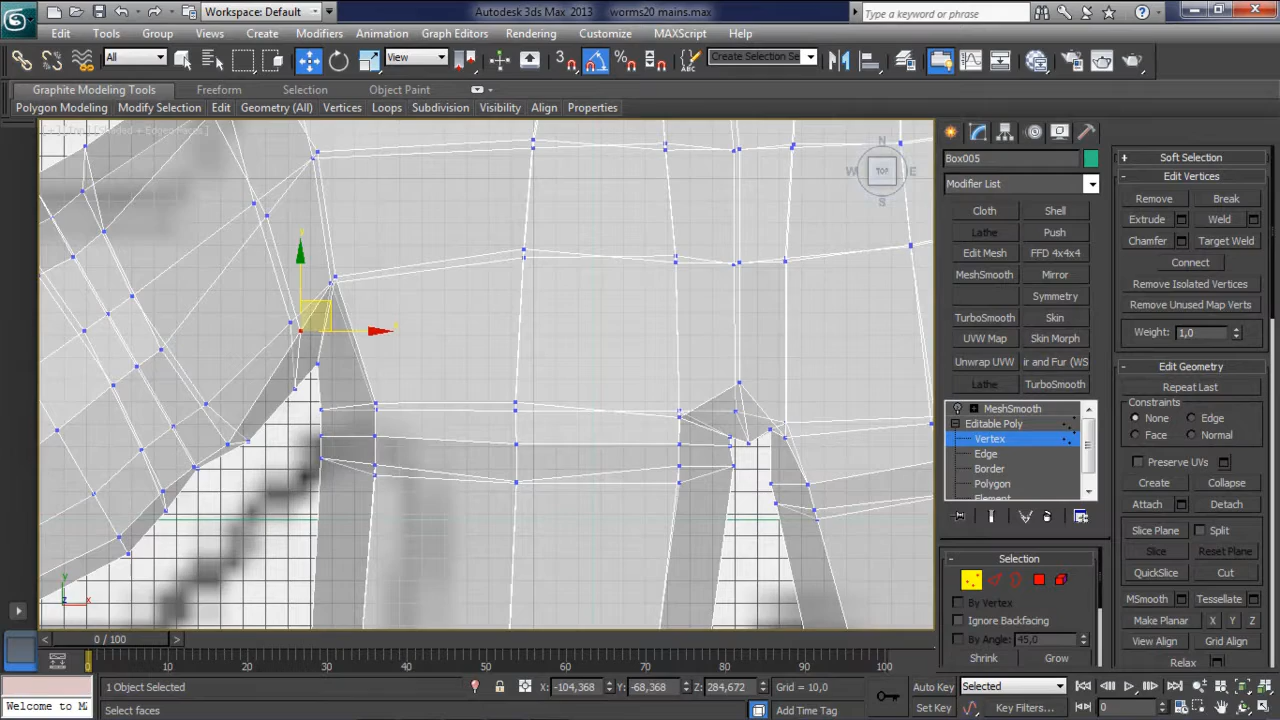 Workspace: Default
Autodesk 3ds Max 2013 worms20 mains.max
Type a keyword or phrase
Edit Tools Group Views Create Modifiers Animation Graph Editors Rendering Customize MAXScript Help
All View 3 Create Selection Se
Graphite Modeling Tools Freeform Selection Object Paint
Polygon Modeling Modify Selection Edit Geometry (All) Vertices Loops Subdivision Visibility Align Properties
N
W TOP E
S
y
x
z x
Box005
Modifier List
Cloth Shell
Lathe Push
Edit Mesh FFD 4x4x4
MeshSmooth Mirror
Symmetry
TurboSmooth Skin
UVW Map Skin Morph
Unwrap UVW ir and Fur (WS
Lathe TurboSmooth
MeshSmooth
Editable Poly
Vertex
Edge
Border
Polygon
Element
Selection
By Vertex
Ignore Backfacing
By Angle: 45,0
Shrink Grow
Soft Selection
Edit Vertices
Remove Break
Extrude Weld
Chamfer Target Weld
Connect
Remove Isolated Vertices
Remove Unused Map Verts
Weight: 1,0
Edit Geometry
Repeat Last
Constraints
None Edge
Face Normal
Preserve UVs
Create Collapse
Attach Detach
Slice Plane Split
Slice Reset Plane
QuickSlice Cut
MSmooth Tessellate
Make Planar X Y Z
View Align Grid Align
Relax
0 / 100
0 10 20 30 40 50 60 70 80 90 100
1 Object Selected X: -104,368 Y: -68,368 Z: 284,672 Grid = 10,0 Auto Key Selected
Welcome to M
Select faces Add Time Tag Set Key Key Filters... 0